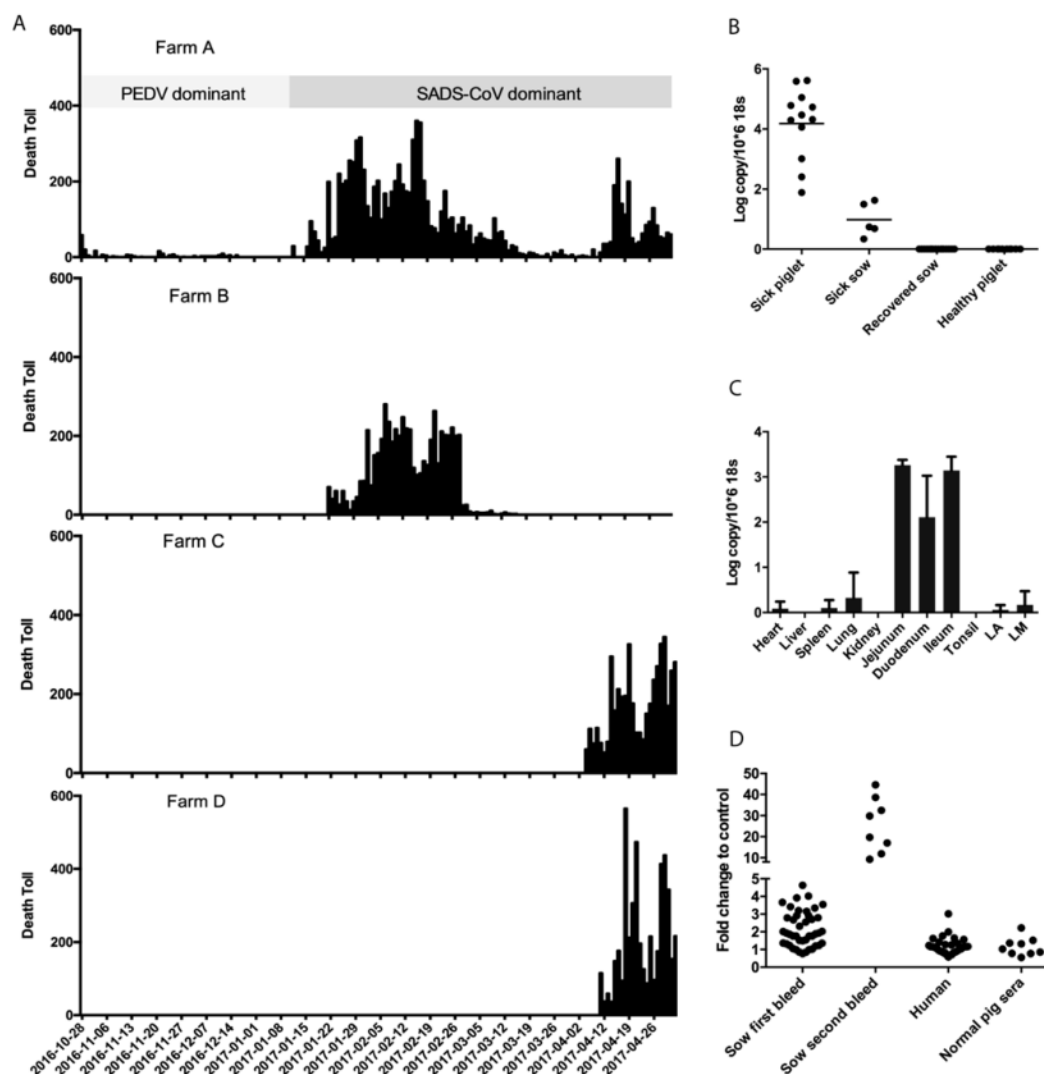 A
Farm A
PEDV dominant
SADS-CoV dominant
Death Toll
600
400
200
0
Farm B
Death Toll
600
400
200
0
Farm C
Death Toll
600
400
200
0
Farm D
Death Toll
600
400
200
0
2016-10-28
2016-11-06
2016-11-13
2016-11-20
2016-11-27
2016-12-07
2016-12-14
2017-01-01
2017-01-08
2017-01-15
2017-01-22
2017-01-29
2017-02-05
2017-02-12
2017-02-19
2017-02-26
2017-03-05
2017-03-12
2017-03-19
2017-03-26
2017-04-02
2017-04-12
2017-04-19
2017-04-26
B
Log copy/10*6 18s
6
4
2
0
Sick piglet
Sick sow
Recovered sow
Healthy piglet
C
Log copy/10*6 18s
4
3
2
1
0
Heart
Liver
Spleen
Lung
Kidney
Jejunum
Duodenum
Ileum
Tonsil
LA
LM
D
Fold change to control
50
40
30
20
10
6
5
4
3
2
1
0
Sow first bleed
Sow second bleed
Human
Normal pig sera